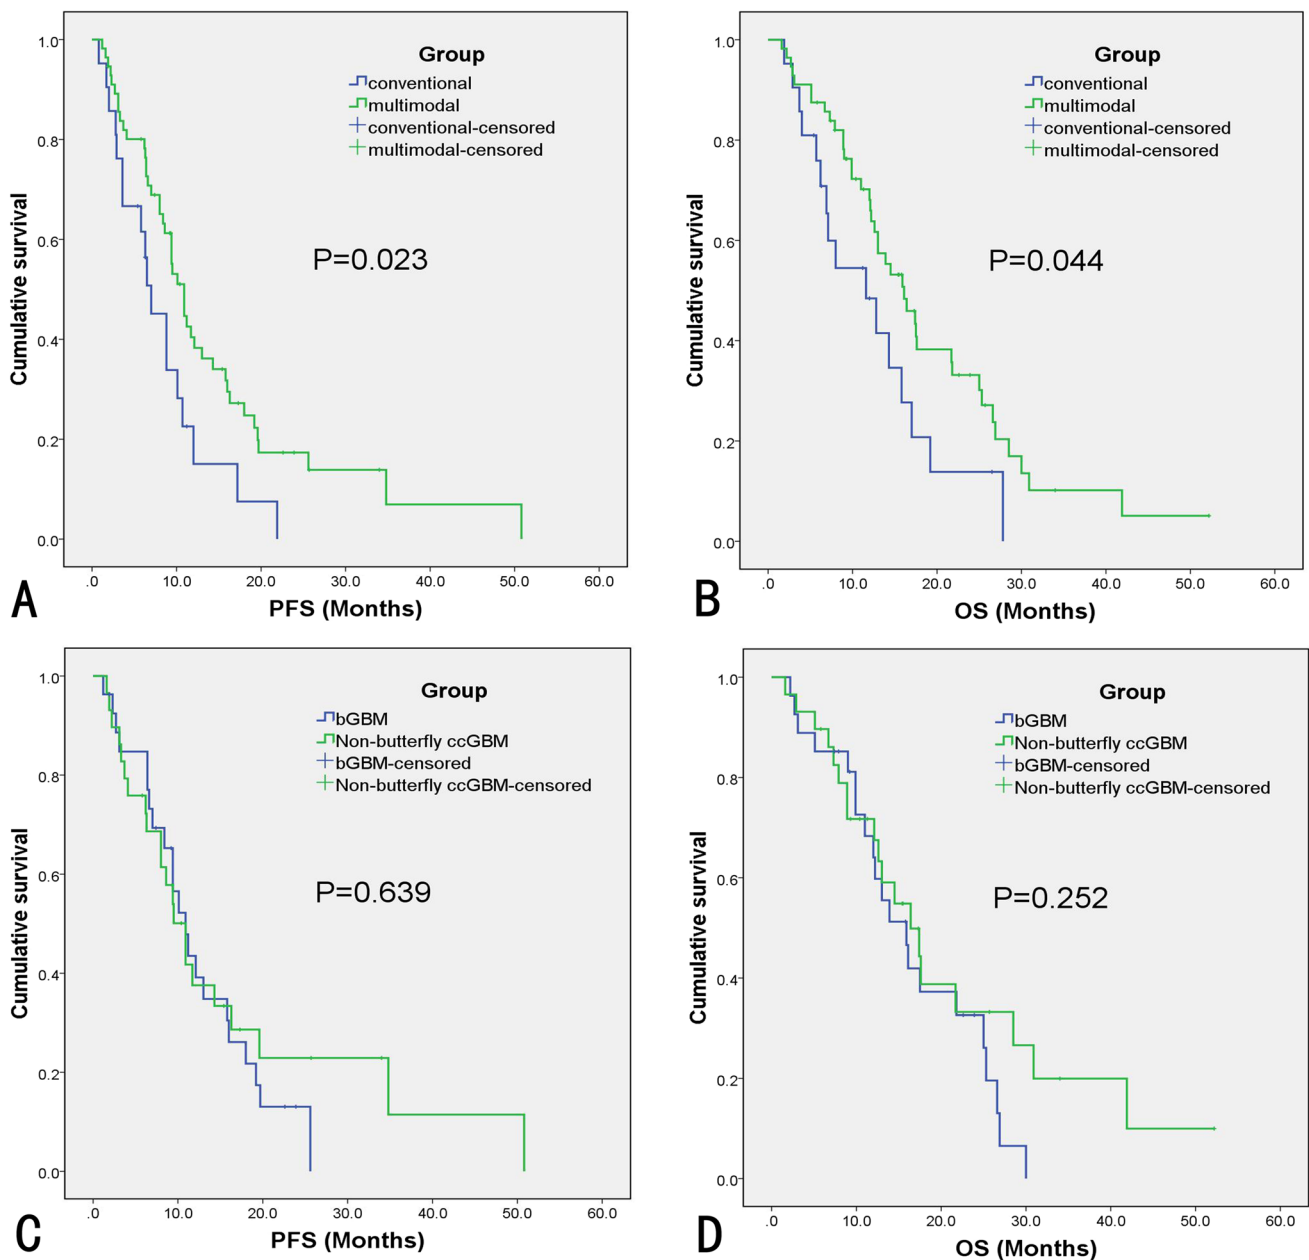 Group
conventional
multimodal
conventional-censored
multimodal-censored
P=0.023
Cumulative survival
1.0
0.8
0.6
0.4
0.2
0.0
.0 10.0 20.0 30.0 40.0 50.0 60.0
PFS (Months)
A
Group
conventional
multimodal
conventional-censored
multimodal-censored
P=0.044
Cumulative survival
1.0
0.8
0.6
0.4
0.2
0.0
.0 10.0 20.0 30.0 40.0 50.0 60.0
OS (Months)
B
Group
bGBM
Non-butterfly ccGBM
bGBM-censored
Non-butterfly ccGBM-censored
P=0.639
Cumulative survival
1.0
0.8
0.6
0.4
0.2
0.0
.0 10.0 20.0 30.0 40.0 50.0 60.0
PFS (Months)
C
Group
bGBM
Non-butterfly ccGBM
bGBM-censored
Non-butterfly ccGBM-censored
P=0.252
Cumulative survival
1.0
0.8
0.6
0.4
0.2
0.0
.0 10.0 20.0 30.0 40.0 50.0 60.0
OS (Months)
D